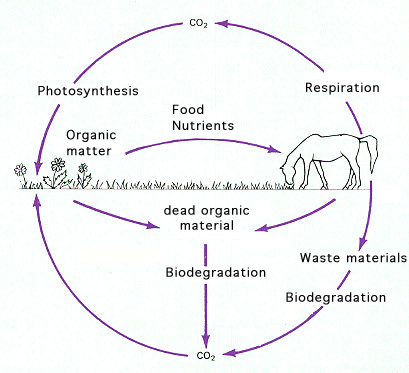 CO2
Photosynthesis
Respiration
Food
Nutrients
Organic
matter
dead organic
material
Waste materials
Biodegradation
Biodegradation
CO2